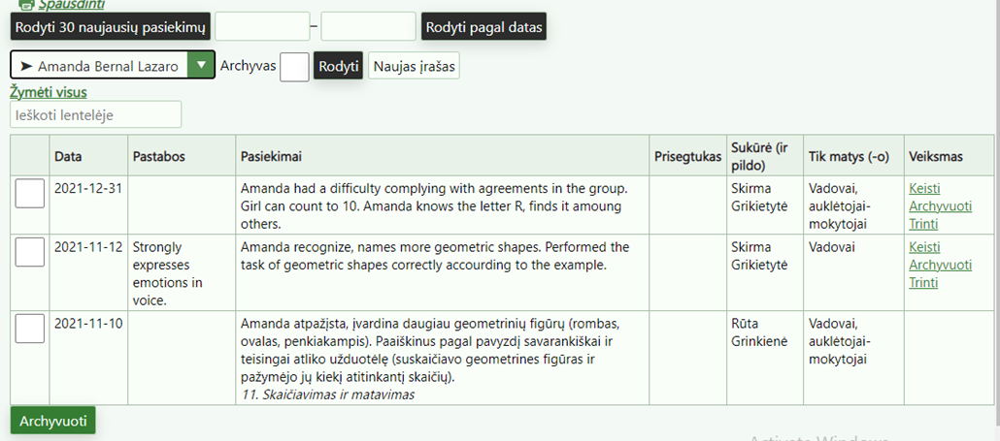 Spausdinti
Rodyti 30 naujausių pasiekimų – Rodyti pagal datas
➤ Amanda Bernal Lazaro ▼ Archyvas Rodyti Naujas įrašas
Žymėti visus
Ieškoti lentelėje
Data Pastabos Pasiekimai Prisegtukas Sukūrė (ir pildo) Tik matys (-o) Veiksmas
2021-12-31
Amanda had a difficulty complying with agreements in the group.
Girl can count to 10. Amanda knows the letter R, finds it amoung
others.
Skirma
Grikietytė
Vadovai,
auklėtojai-
mokytojai
Keisti
Archyvuoti
Trinti
2021-11-12
Strongly
expresses
emotions in
voice.
Amanda recognize, names more geometric shapes. Performed the
task of geometric shapes correctly accourding to the example.
Skirma
Grikietytė
Vadovai
Keisti
Archyvuoti
Trinti
2021-11-10
Amanda atpažįsta, įvardina daugiau geometrinių figūrų (rombas,
ovalas, penkiakampis). Paaiškinus pagal pavyzdį savarankiškai ir
teisingai atliko užduotėlę (suskaičiavo geometrines figūras ir
pažymėjo jų kiekį atitinkantį skaičių).
11. Skaičiavimas ir matavimas
Rūta
Grinkienė
Vadovai,
auklėtojai-
mokytojai
Archyvuoti
Activate Windows